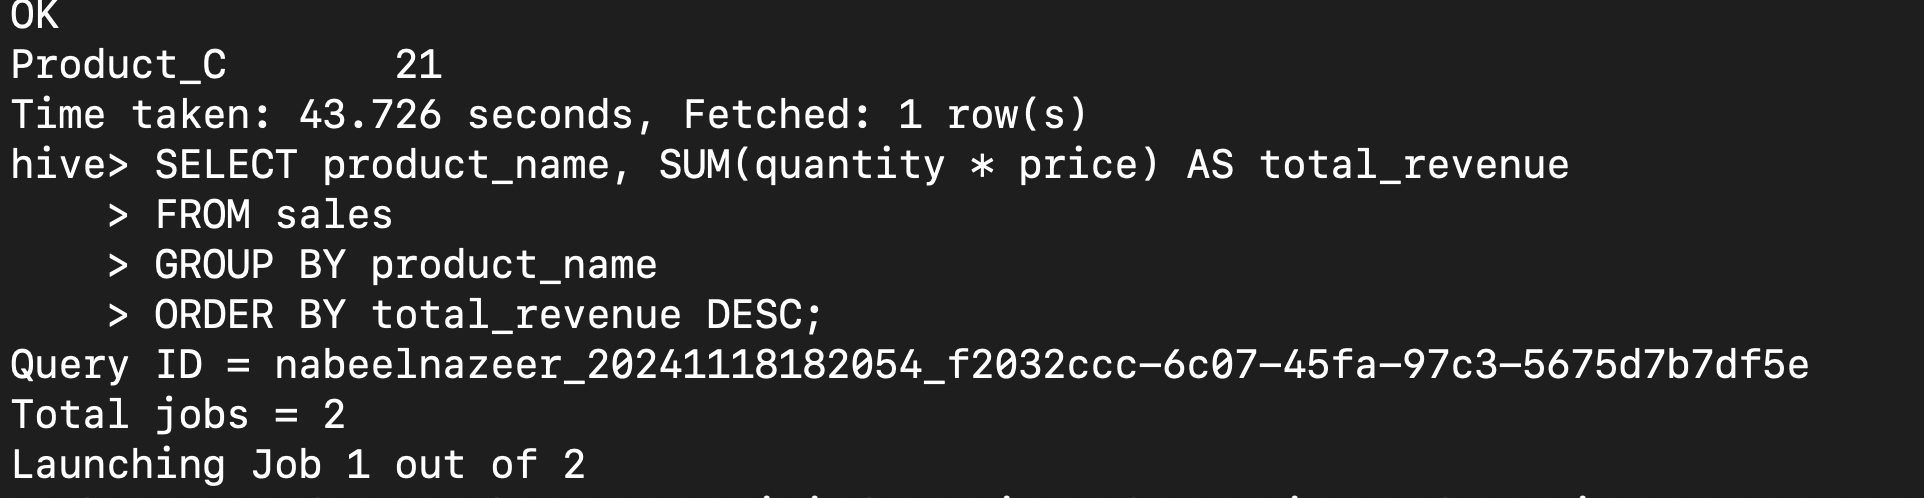 OK
Product_C       21
Time taken: 43.726 seconds, Fetched: 1 row(s)
hive> SELECT product_name, SUM(quantity * price) AS total_revenue
    > FROM sales
    > GROUP BY product_name
    > ORDER BY total_revenue DESC;
Query ID = nabeelnazeer_20241118182054_f2032ccc-6c07-45fa-97c3-5675d7b7df5e
Total jobs = 2
Launching Job 1 out of 2